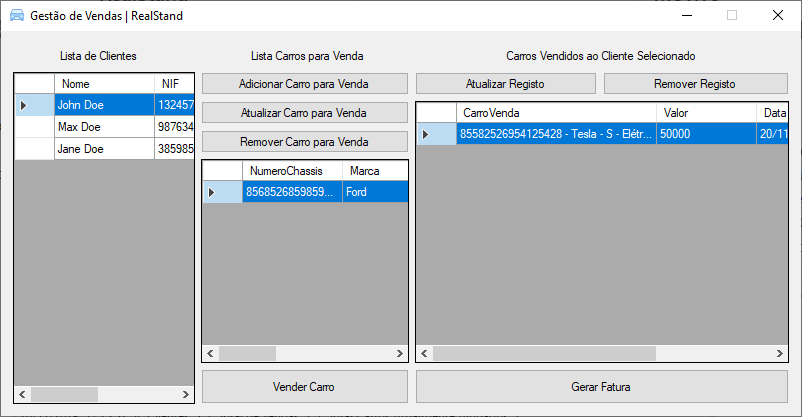 Gestão de Vendas | RealStand
Lista de Clientes
Nome NIF
John Doe 132457
Max Doe 987634
Jane Doe 385985
Lista Carros para Venda
Adicionar Carro para Venda
Atualizar Carro para Venda
Remover Carro para Venda
NumeroChassis Marca
8568526859859... Ford
Vender Carro
Carros Vendidos ao Cliente Selecionado
Atualizar Registo Remover Registo
CarroVenda Valor Data
85582526954125428 - Tesla - S - Elétr... 50000 20/11
Gerar Fatura